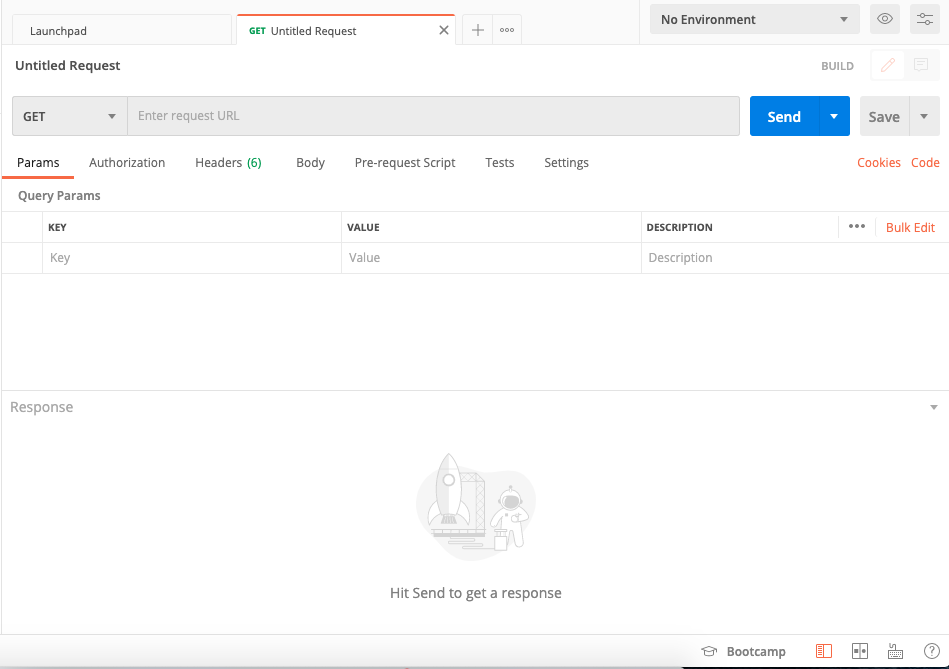 Launchpad
GET Untitled Request
No Environment
Untitled Request
BUILD
GET
Enter request URL
Send
Save
Params
Authorization
Headers (6)
Body
Pre-request Script
Tests
Settings
Cookies
Code
Query Params
KEY
VALUE
DESCRIPTION
Bulk Edit
Key
Value
Description
Response
Hit Send to get a response
Bootcamp